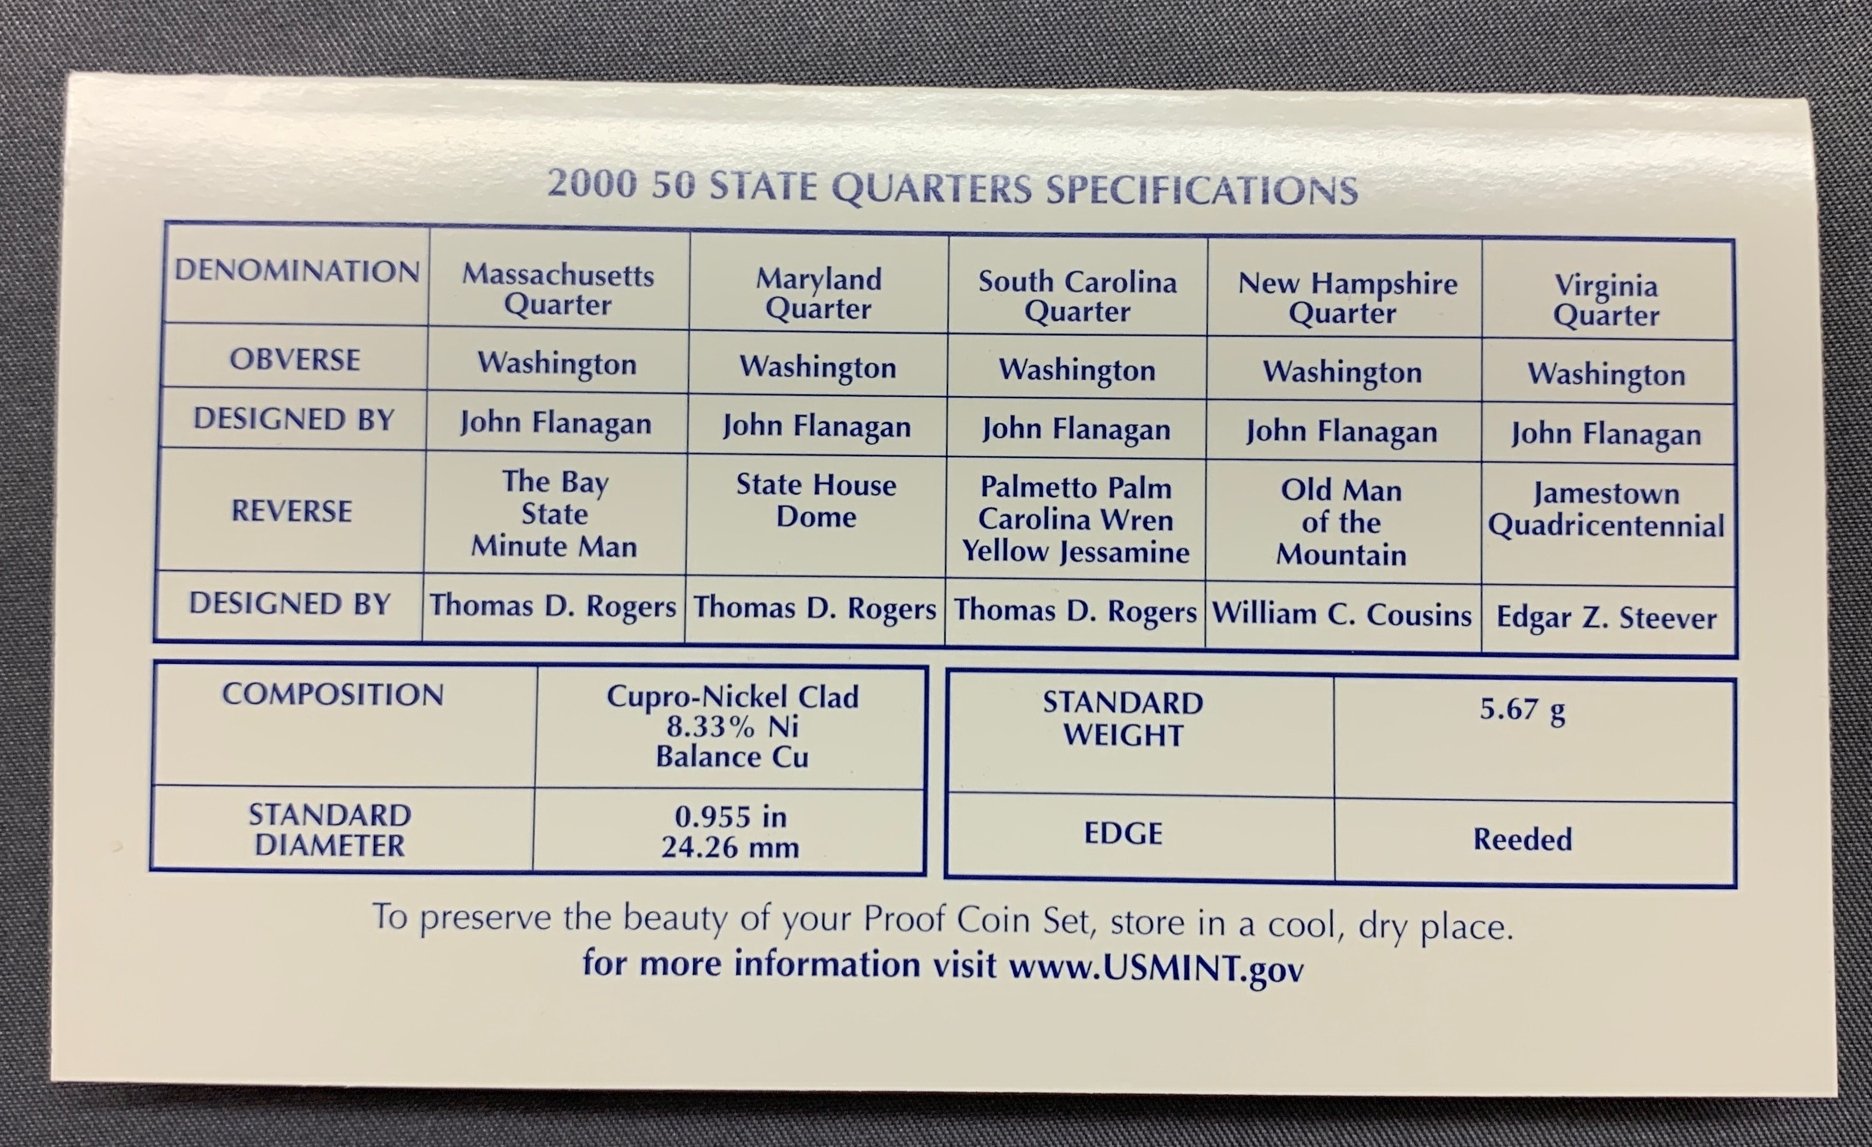 2000 50 STATE QUARTERS SPECIFICATIONS
DENOMINATION
Massachusetts
Quarter
Maryland
Quarter
South Carolina
Quarter
New Hampshire
Quarter
Virginia
Quarter
OBVERSE
Washington
Washington
Washington
Washington
Washington
DESIGNED BY
John Flanagan
John Flanagan
John Flanagan
John Flanagan
John Flanagan
REVERSE
The Bay
State
Minute Man
State House
Dome
Palmetto Palm
Carolina Wren
Yellow Jessamine
Old Man
of the
Mountain
Jamestown
Quadricentennial
DESIGNED BY
Thomas D. Rogers
Thomas D. Rogers
Thomas D. Rogers
William C. Cousins
Edgar Z. Steever
COMPOSITION
Cupro-Nickel Clad
8.33% Ni
Balance Cu
STANDARD
DIAMETER
0.955 in
24.26 mm
STANDARD
WEIGHT
5.67 g
EDGE
Reeded
To preserve the beauty of your Proof Coin Set, store in a cool, dry place.
for more information visit www.USMINT.gov